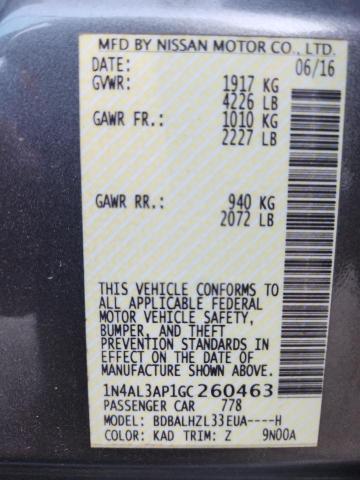 MFD BY NISSAN MOTOR CO., LTD.
DATE: 06/16
GVWR: 1917 KG
4226 LB
GAWR FR.: 1010 KG
2227 LB
GAWR RR.: 940 KG
2072 LB
THIS VEHICLE CONFORMS TO
ALL APPLICABLE FEDERAL
MOTOR VEHICLE SAFETY,
BUMPER, AND THEFT
PREVENTION STANDARDS
IN EFFECT ON THE DATE OF
MANUFACTURE SHOWN ABOVE.
1N4AL3AP1GC260463
PASSENGER CAR 778
MODEL: BDBALHZL33EUA----H
COLOR: KAD TRIM: Z 9N00A